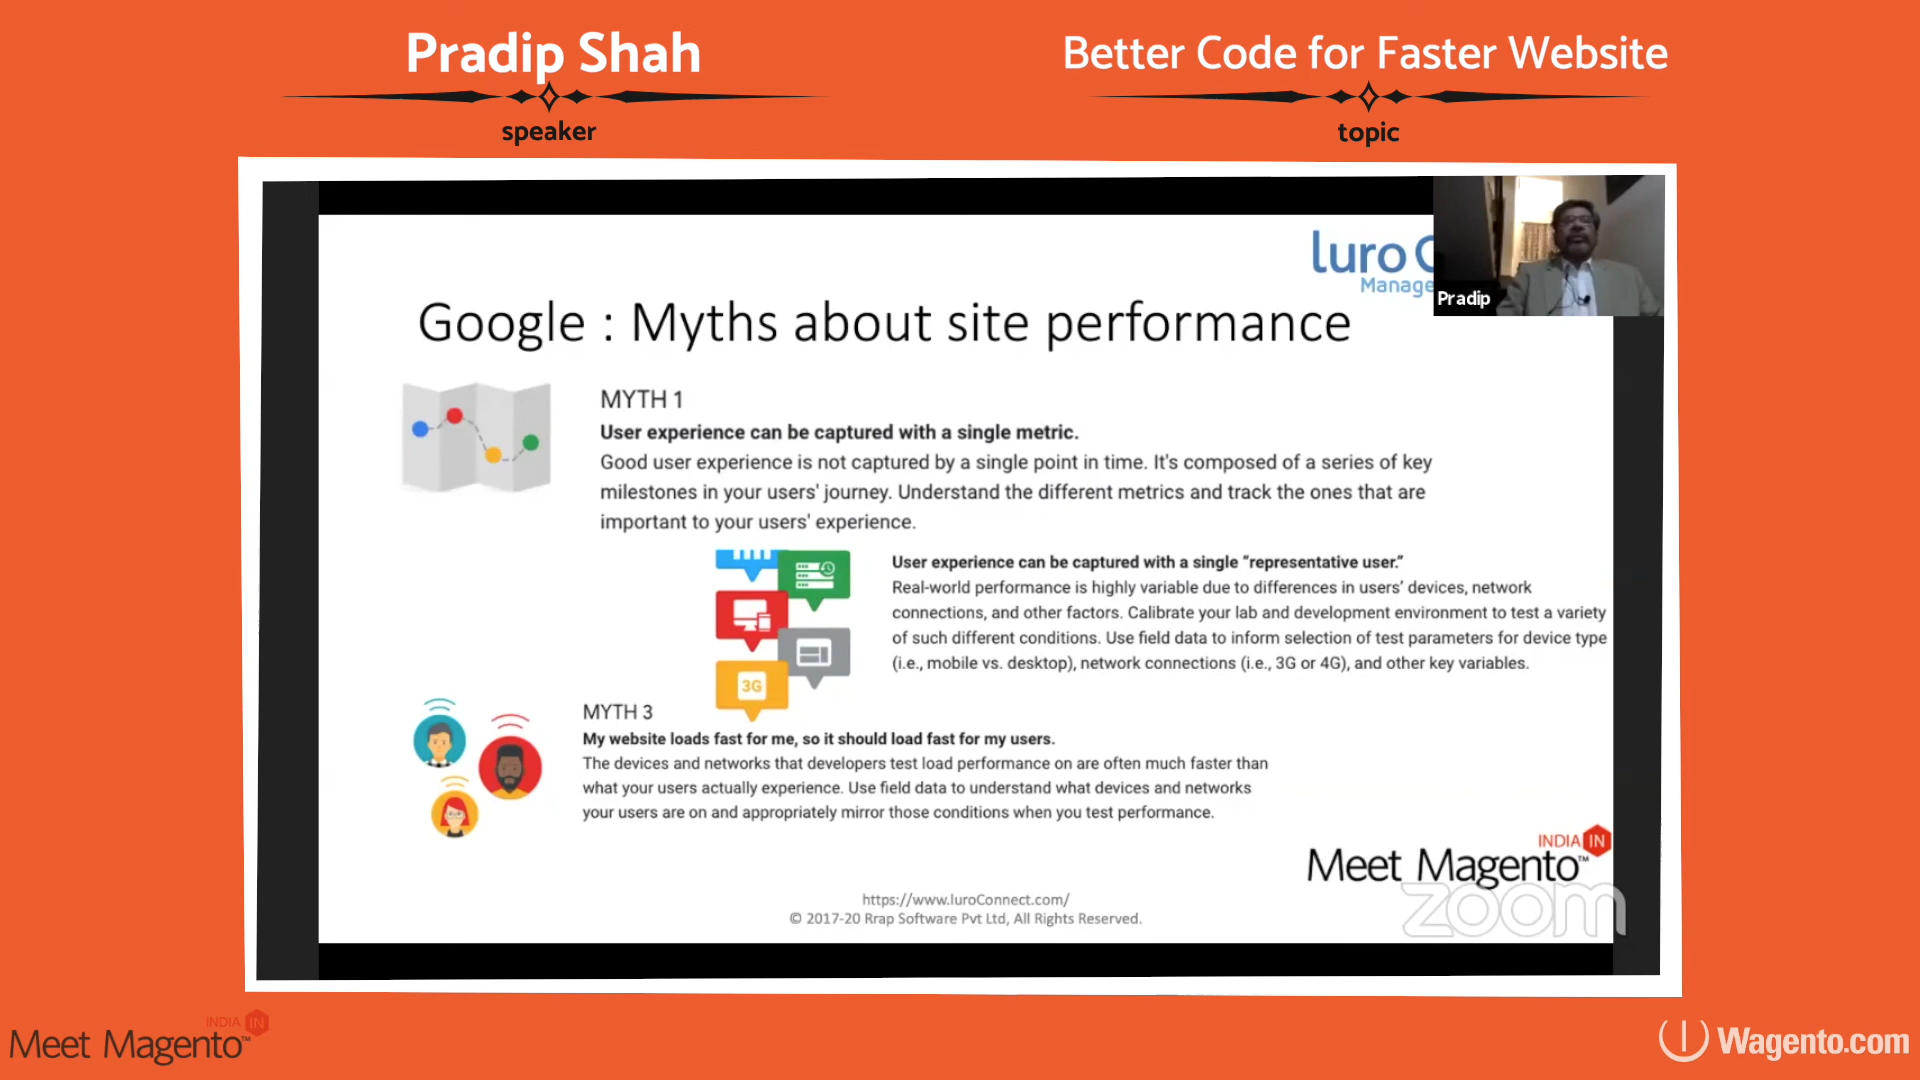 Pradip Shah
speaker
Better Code for Faster Website
topic
luro C
Manage
Pradip
Google : Myths about site performance
MYTH 1
User experience can be captured with a single metric.
Good user experience is not captured by a single point in time. It's composed of a series of key
milestones in your users' journey. Understand the different metrics and track the ones that are
important to your users' experience.
User experience can be captured with a single “representative user.”
Real-world performance is highly variable due to differences in users’ devices, network
connections, and other factors. Calibrate your lab and development environment to test a variety
of such different conditions. Use field data to inform selection of test parameters for device type
(i.e., mobile vs. desktop), network connections (i.e., 3G or 4G), and other key variables.
3G
MYTH 3
My website loads fast for me, so it should load fast for my users.
The devices and networks that developers test load performance on are often much faster than
what your users actually experience. Use field data to understand what devices and networks
your users are on and appropriately mirror those conditions when you test performance.
INDIA IN
Meet Magento™
zoom
https://www.luroConnect.com/
© 2017-20 Rrap Software Pvt Ltd, All Rights Reserved.
INDIA IN
Meet Magento™
Wagento.com